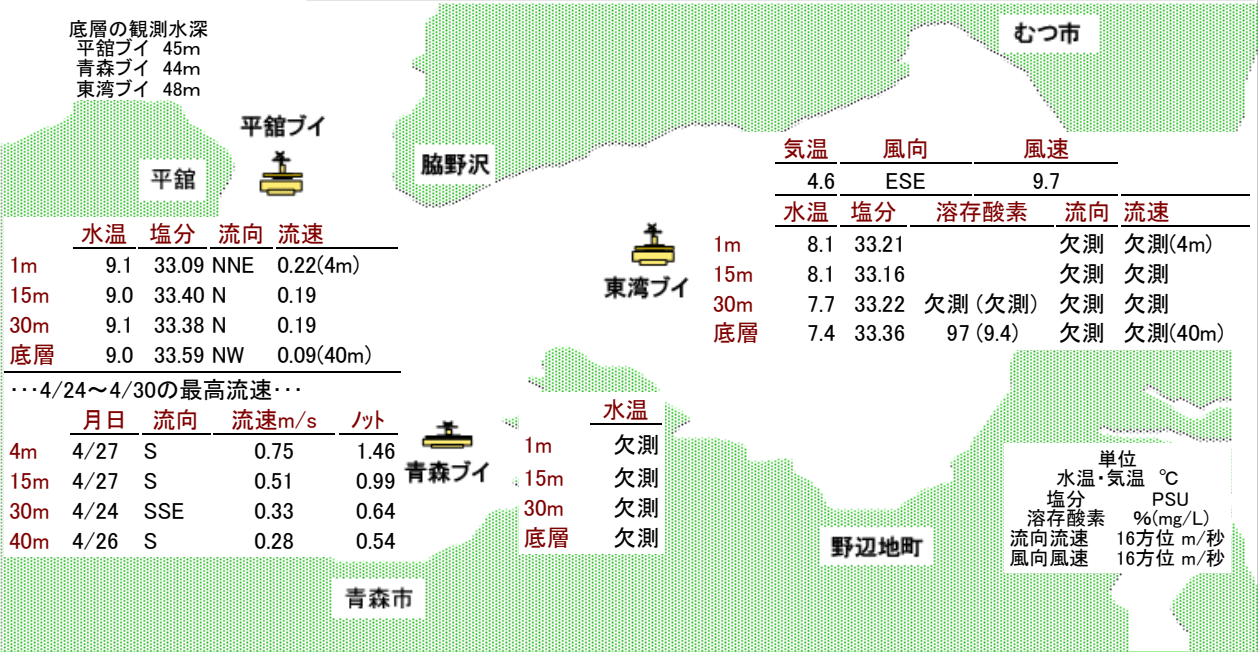 底層の観測水深
平舘ブイ 45m
青森ブイ 44m
東湾ブイ 48m
むつ市
平舘ブイ
平舘
脇野沢
気温 風向 風速
4.6 ESE 9.7
水温 塩分 溶存酸素 流向 流速
1m 8.1 33.21 欠測 欠測(4m)
15m 8.1 33.16 欠測 欠測
30m 7.7 33.22 欠測 (欠測) 欠測 欠測
底層 7.4 33.36 97 (9.4) 欠測 欠測(40m)
東湾ブイ
水温 塩分 流向 流速
1m 9.1 33.09 NNE 0.22(4m)
15m 9.0 33.40 N 0.19
30m 9.1 33.38 N 0.19
底層 9.0 33.59 NW 0.09(40m)
･･･4/24～4/30の最高流速･･･
月日 流向 流速m/s ﾉｯﾄ
4m 4/27 S 0.75 1.46
15m 4/27 S 0.51 0.99
30m 4/24 SSE 0.33 0.64
40m 4/26 S 0.28 0.54
青森ブイ
水温
1m 欠測
15m 欠測
30m 欠測
底層 欠測
単位
水温・気温 ℃
塩分 PSU
溶存酸素 %(mg/L)
流向流速 16方位 m/秒
風向風速 16方位 m/秒
野辺地町
青森市